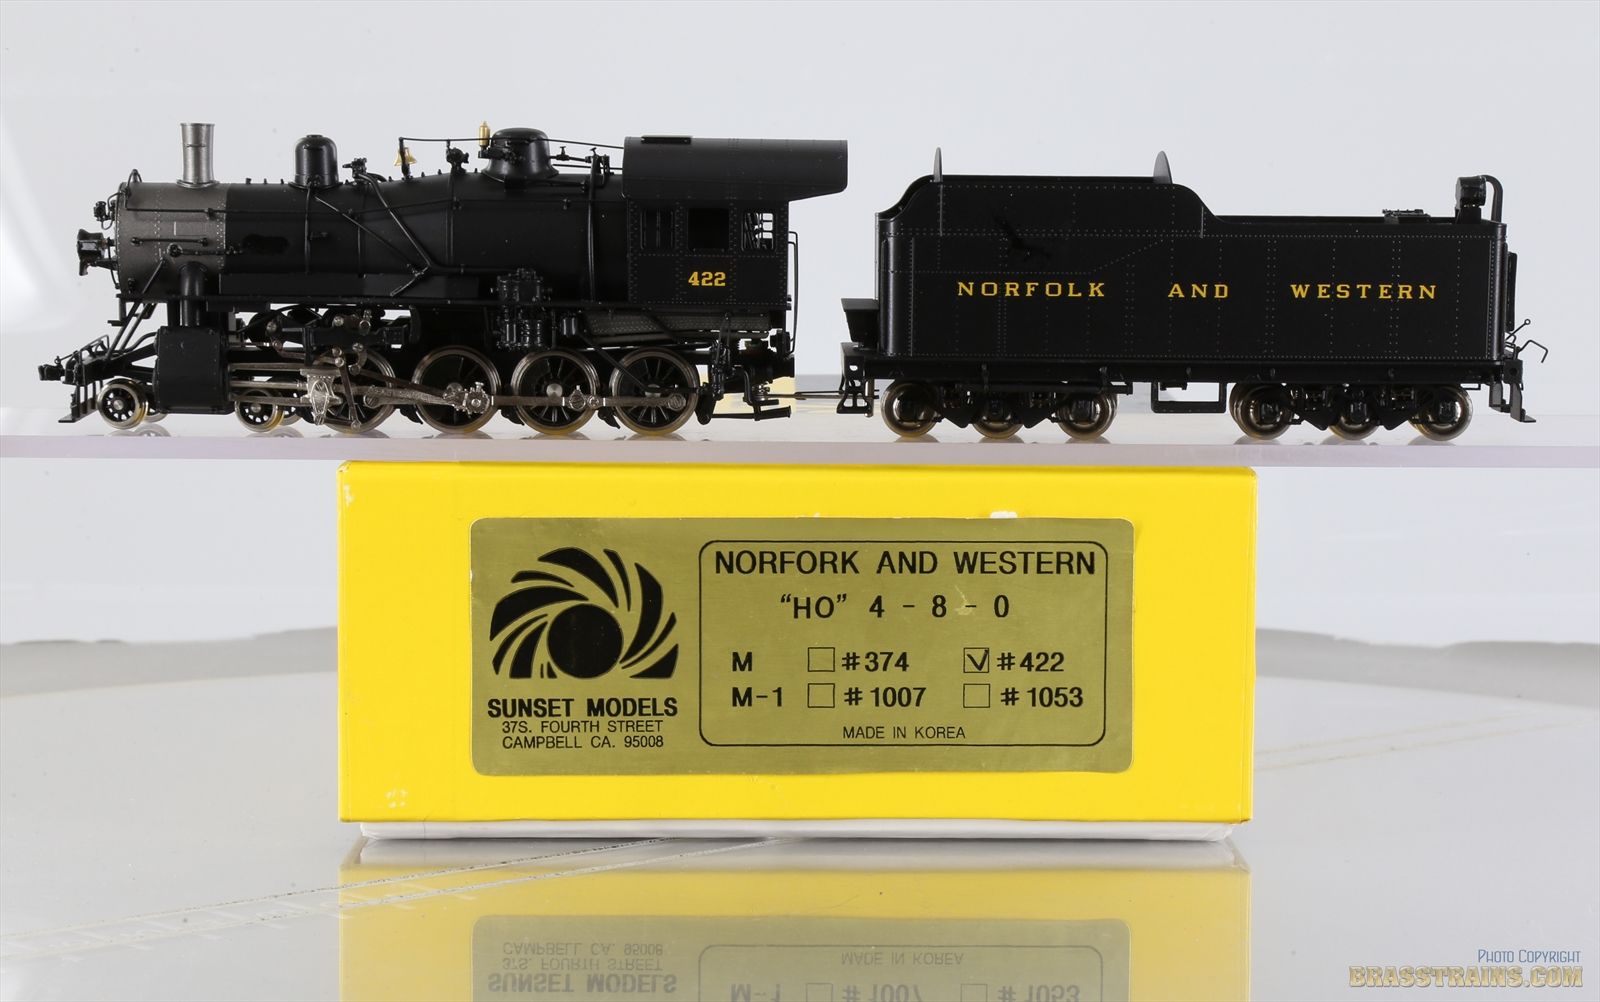 422
NORFOLK AND WESTERN
NORFORK AND WESTERN
"HO" 4 - 8 - 0
M #374 #422
M-1 #1007 #1053
MADE IN KOREA
SUNSET MODELS
37S. FOURTH STREET
CAMPBELL CA. 95008
PHOTO COPYRIGHT
BRASSTRAINS.COM